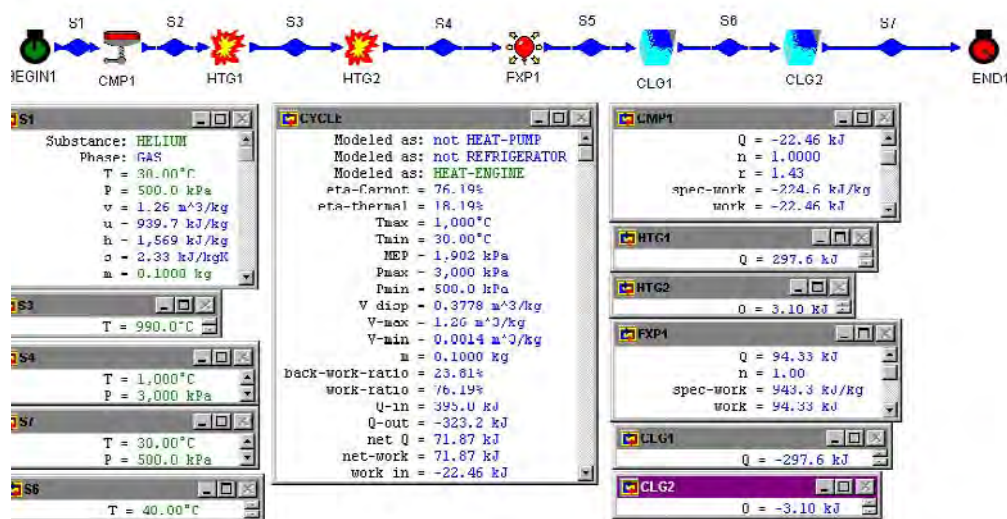 S1 S2 S3 S4 S5 S6 S7
BEGIN1 CMP1 HTG1 HTG2 FXP1 CLG1 CLG2 END1
S1
Substance: HELIUM
Phase: GAS
T = 30.00°C
P = 500.0 kPa
v = 1.26 m^3/kg
u - 939.7 kJ/kg
h - 1,569 kJ/kg
s - 2.33 kJ/kgK
m - 0.1000 kg
S3
T = 990.0°C
S4
T = 1,000°C
P = 3,000 kPa
S7
T = 30.00°C
P = 500.0 kPa
S6
T = 40.00°C
CYCLE
Modeled as: not HEAT-PUMP
Modeled as: not REFRIGERATOR
Modeled as: HEAT-ENGINE
eta-Carnot = 76.19%
eta-thermal = 18.19%
Tmax = 1,000°C
Tmin = 30.00°C
MEP - 1,902 kPa
Pmax - 3,000 kPa
Pmin - 500.0 kPa
V disp - 0.3778 m^3/kg
V-max - 1.26 m^3/kg
V-min - 0.0014 m^3/kg
m = 0.1000 kg
back-work-ratio = 23.81%
work-ratio = 76.19%
Q-in = 395.0 kJ
Q-out = -323.2 kJ
net Q = 71.87 kJ
net-work = 71.87 kJ
work in = -22.46 kJ
CMP1
Q = -22.46 kJ
n = 1.0000
r = 1.43
spec-work = -224.6 kJ/kg
work = -22.46 kJ
HTG1
Q = 297.6 kJ
HTG2
Q = 3.10 kJ
FXP1
Q = 94.33 kJ
n = 1.00
spec-work = 943.3 kJ/kg
work = 94.33 kJ
CLG1
Q = -297.6 kJ
CLG2
Q = -3.10 kJ